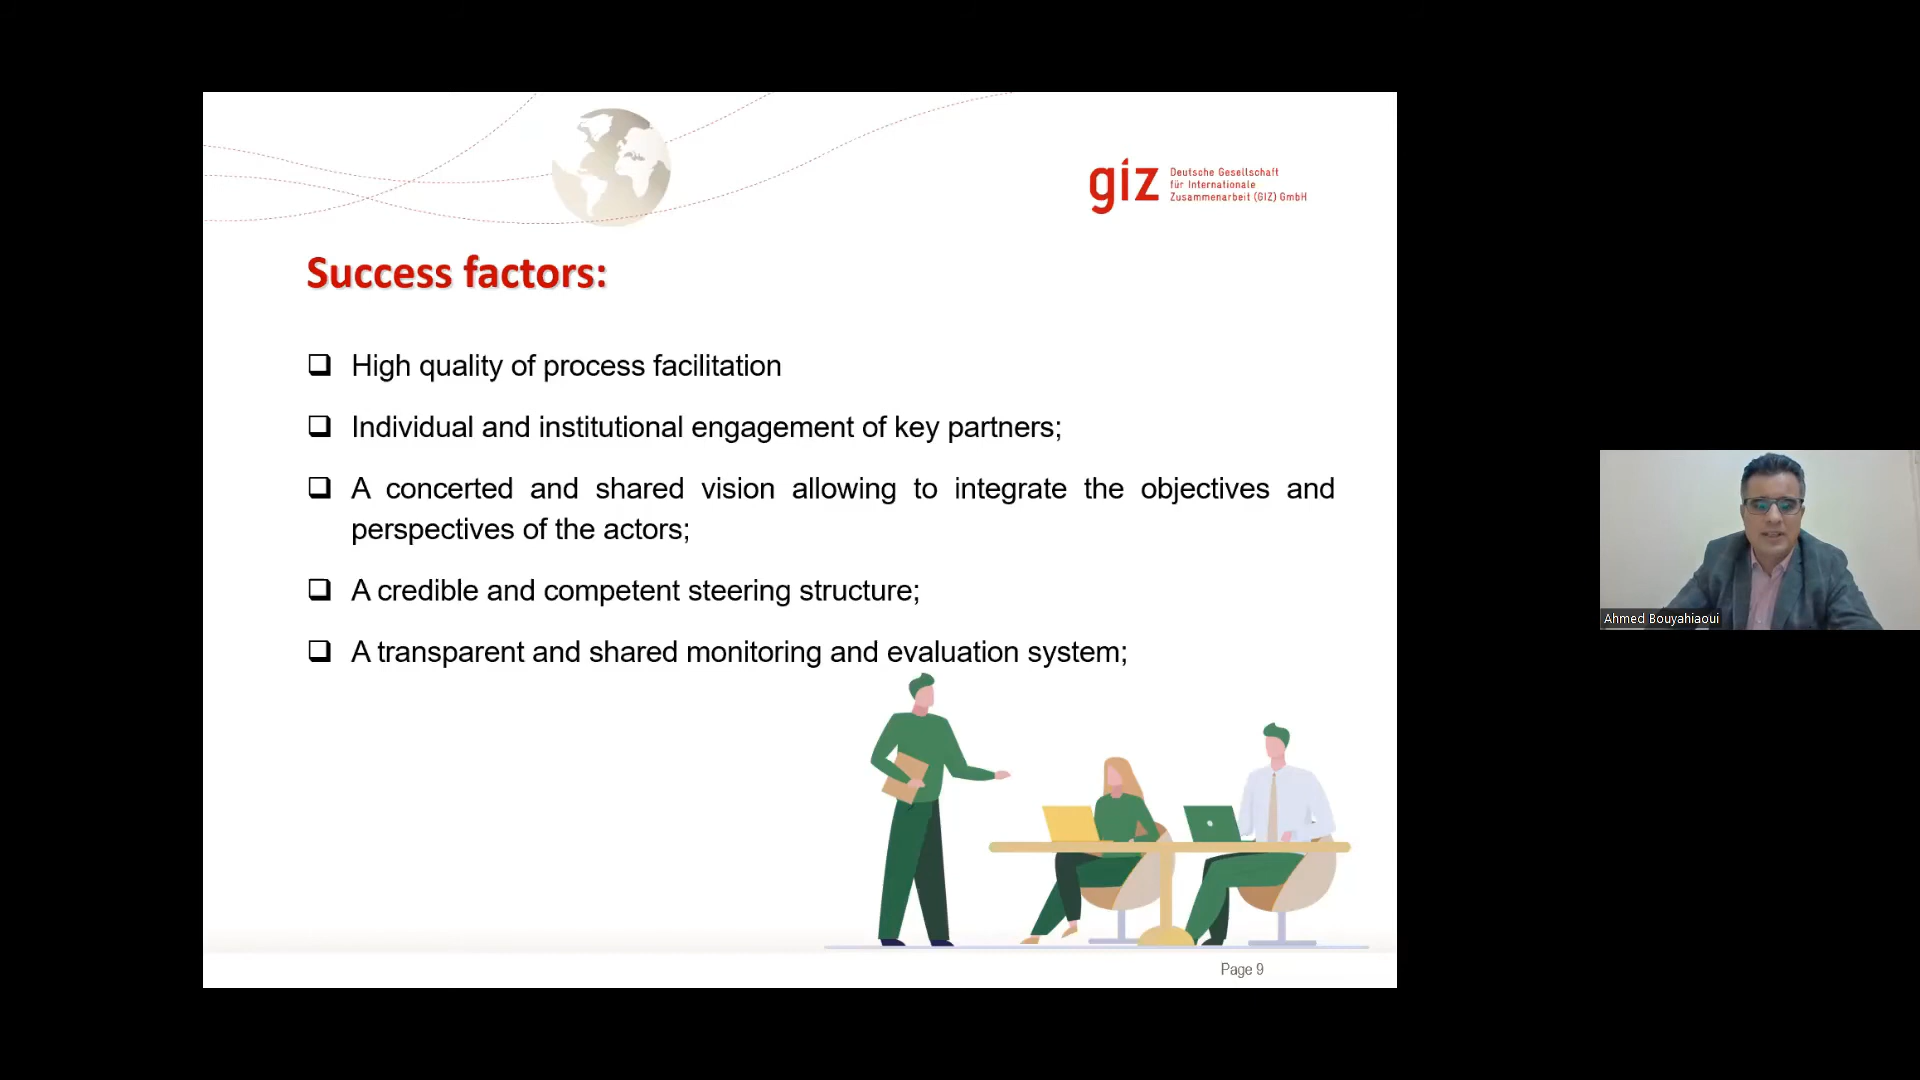 giz
Deutsche Gesellschaft
für Internationale
Zusammenarbeit (GIZ) GmbH
Success factors:
High quality of process facilitation
Individual and institutional engagement of key partners;
A concerted and shared vision allowing to integrate the objectives and
perspectives of the actors;
A credible and competent steering structure;
A transparent and shared monitoring and evaluation system;
Page 9
Ahmed Bouyahiaoui